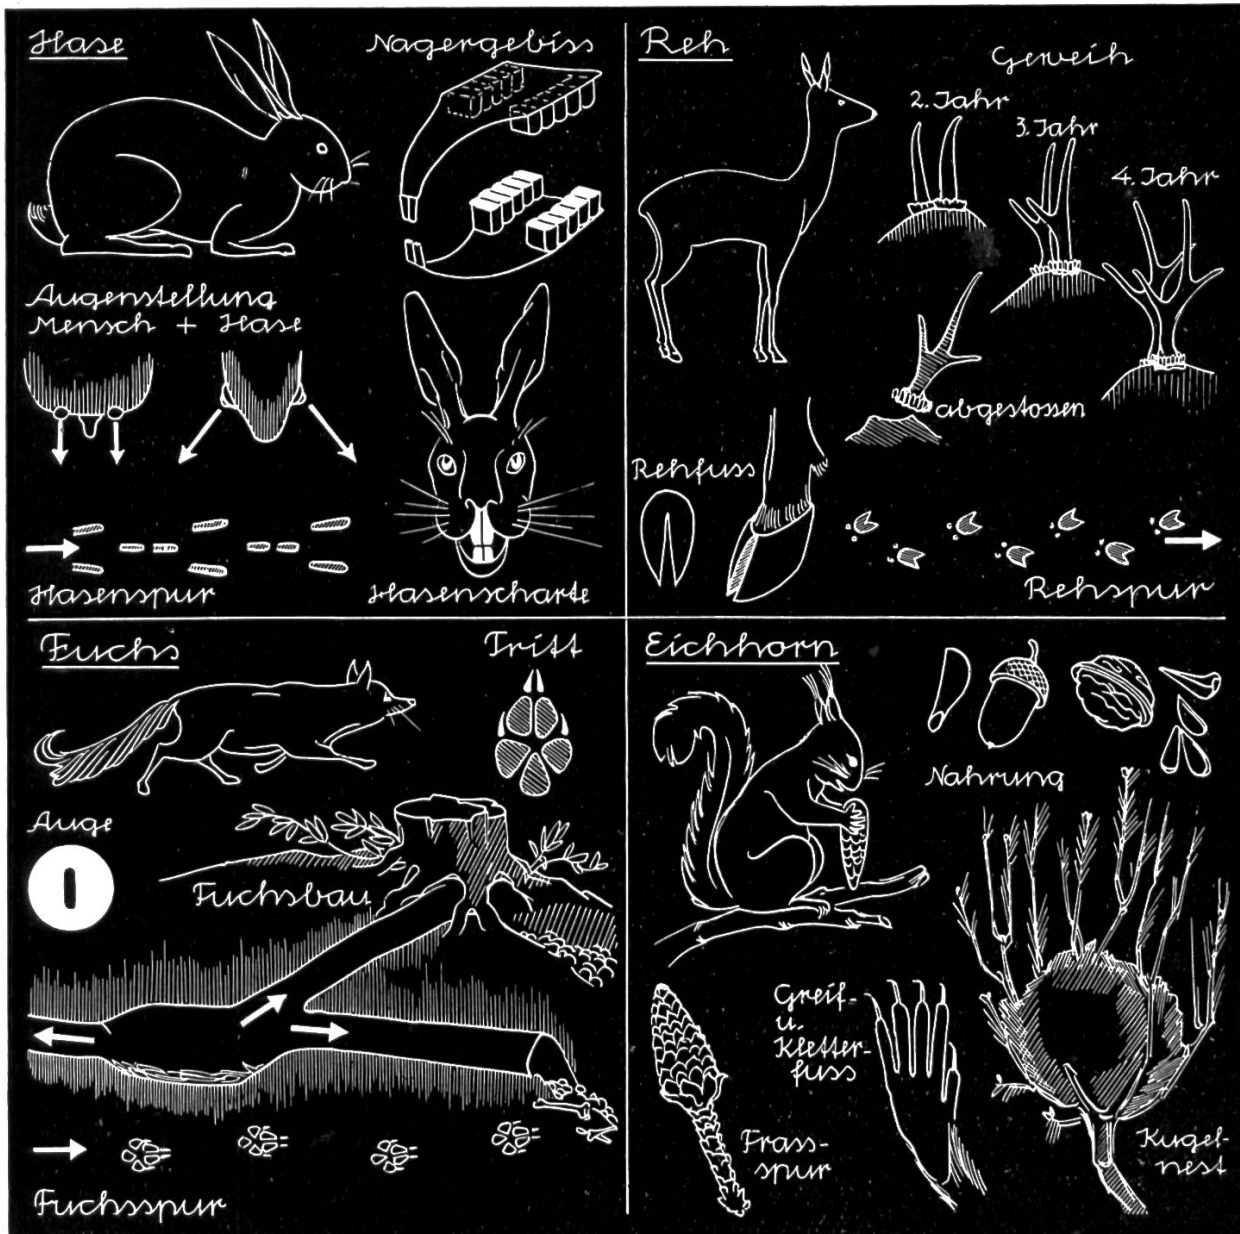 Hase
Nagergebiss
Augenstellung
Mensch + Hase
Hasenspur
Hasenscharte
Reh
Geweih
2. Jahr
3. Jahr
4. Jahr
abgestossen
Rehfuss
Rehspur
Fuchs
Tritt
Auge
Fuchsbau
Fuchsspur
Eichhorn
Nahrung
Greif-
u.
Kletter-
fuss
Frass-
spur
Kugel-
nest